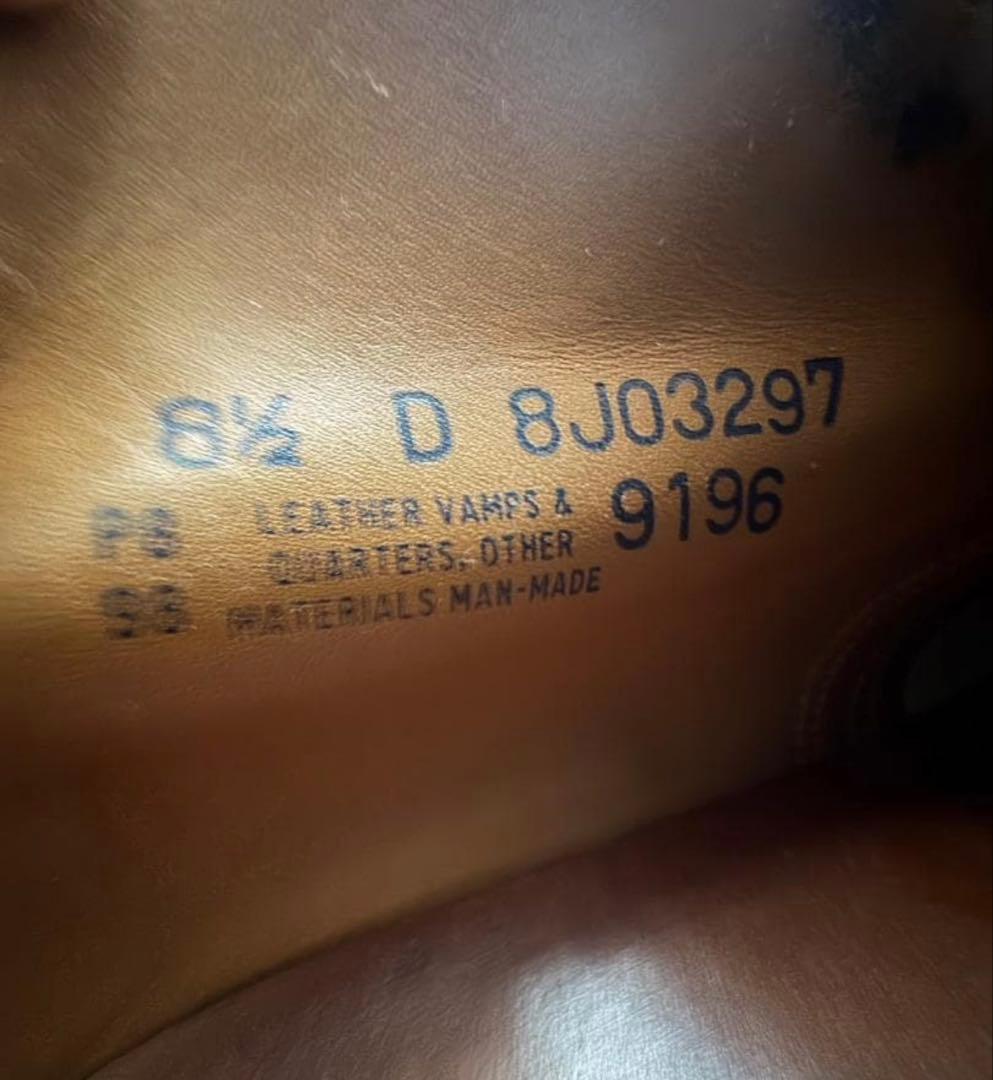 6½ D 8J03297
LEATHER VAMPS & 9196
QUARTERS, OTHER
MATERIALS MAN-MADE